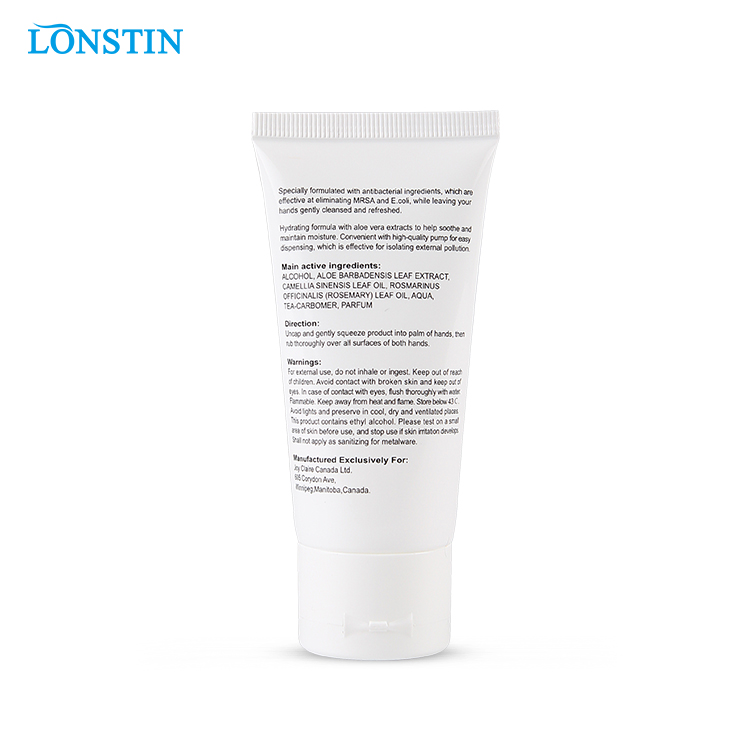 LONSTIN
Specially formulated with antibacterial ingredients, which are
effective at eliminating MRSA and E.coli, while leaving your
hands gently cleansed and refreshed.
Hydrating formula with aloe vera extracts to help soothe and
maintain moisture. Convenient with high-quality pump for easy
dispensing, which is effective for isolating external pollution.
Main active ingredients:
ALCOHOL, ALOE BARBADENSIS LEAF EXTRACT,
CAMELLIA SINENSIS LEAF OIL, ROSMARINUS
OFFICINALIS (ROSEMARY) LEAF OIL, AQUA,
TEA-CARBOMER, PARFUM
Direction:
Uncap and gently squeeze product into palm of hands, then
rub thoroughly over all surfaces of both hands.
Warnings:
For external use, do not inhale or ingest. Keep out of reach
of children. Avoid contact with broken skin and keep out of
eyes. In case of contact with eyes, flush thoroughly with water.
Flammable. Keep away from heat and flame. Store below 43 C.
Avoid lights and preserve in cool, dry and ventilated places.
This product contains ethyl alcohol. Please test on a small
area of skin before use, and stop use if skin irritation develops.
Shall not apply as sanitizing for metalware.
Manufactured Exclusively For:
Joy Claire Canada Ltd.
Corydon Ave,
Winnipeg,Manitoba,Canada.